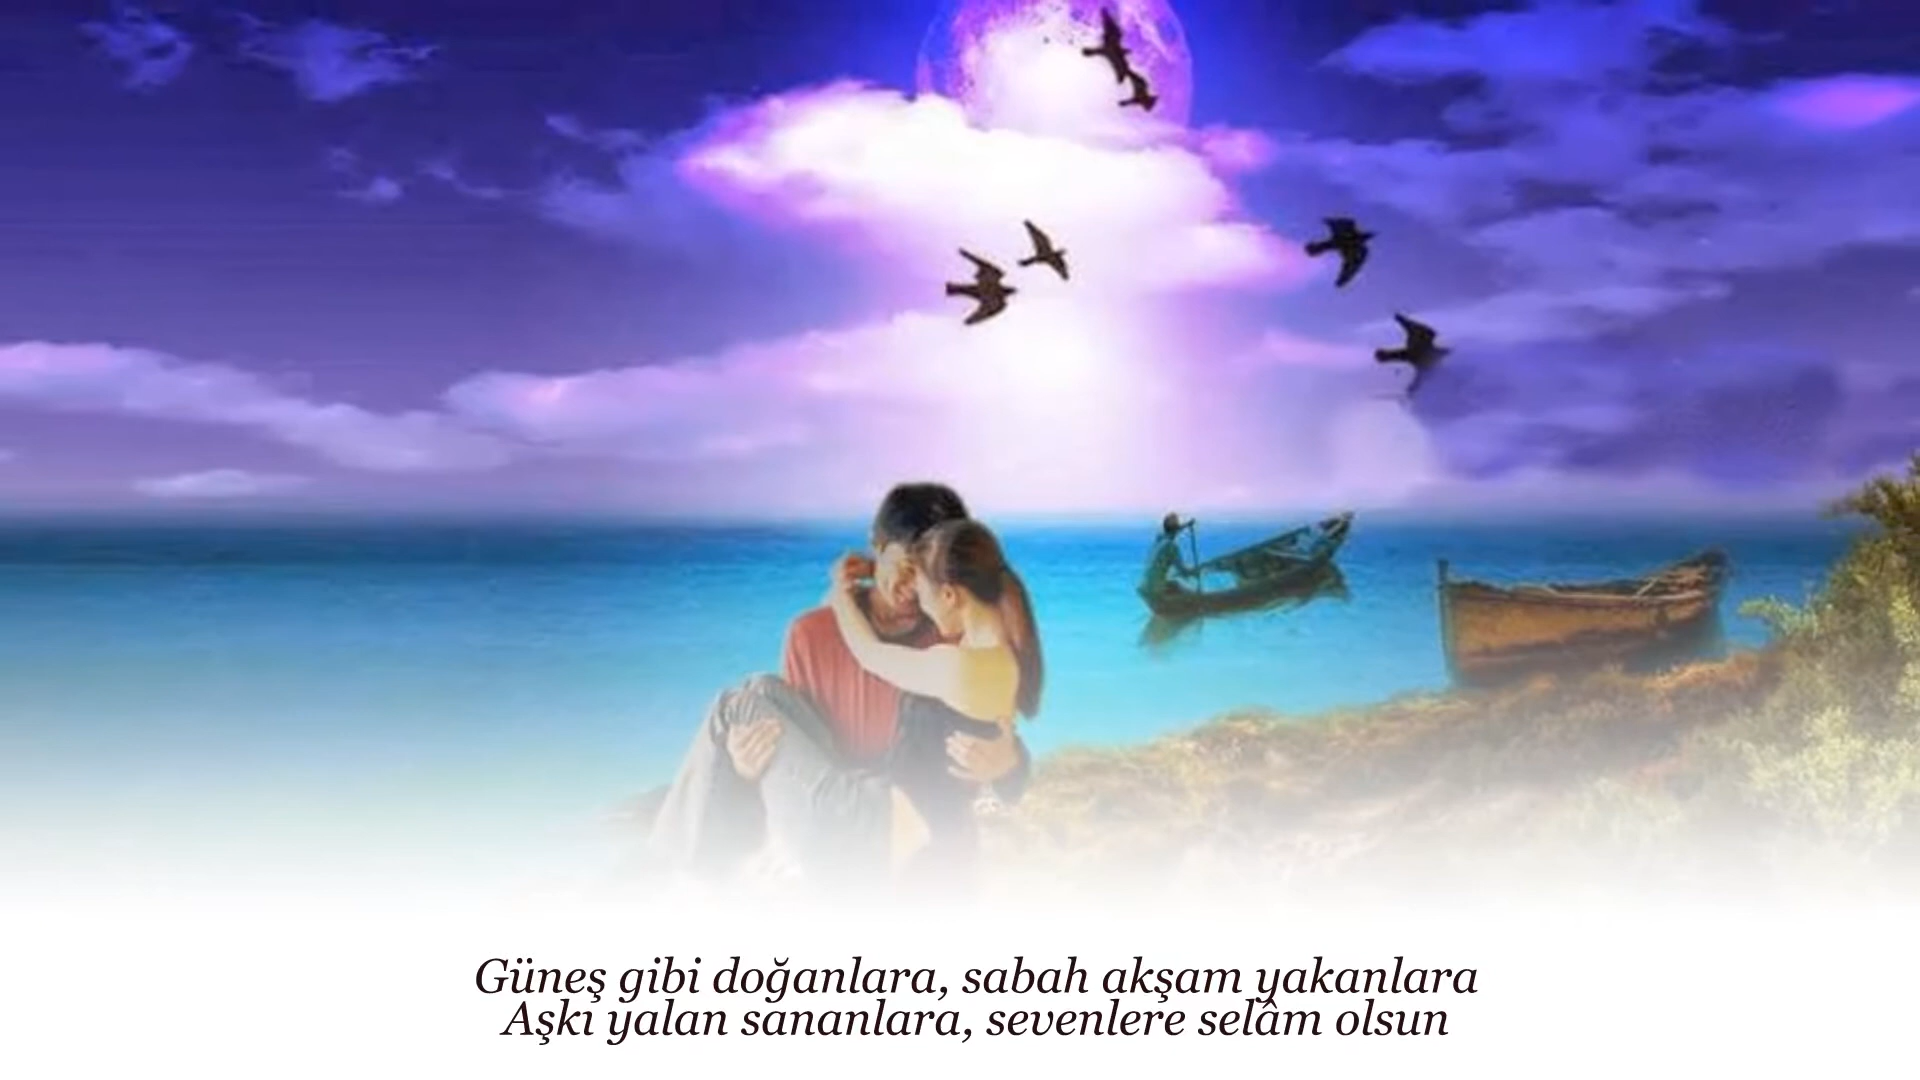 Güneş gibi doğanlara, sabah akşam yakanlara
Aşkı yalan sananlara, sevenlere selâm olsun